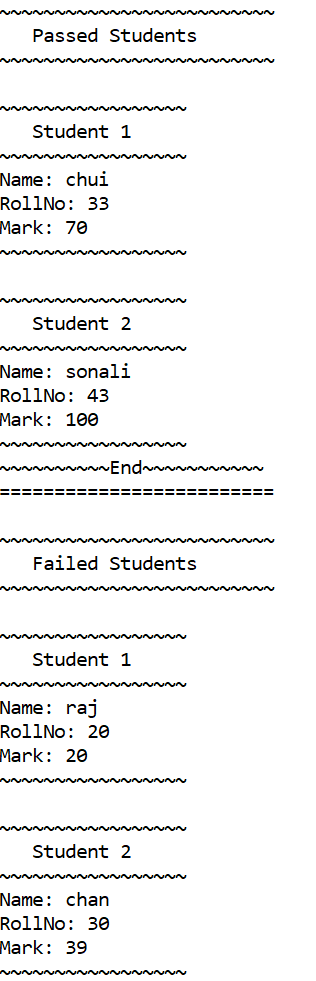 ~~~~~~~~~~~~~~~~~~~~~~~~~
   Passed Students
~~~~~~~~~~~~~~~~~~~~~~~~~

~~~~~~~~~~~~~~~~~
   Student 1
~~~~~~~~~~~~~~~~~
Name: chui
RollNo: 33
Mark: 70
~~~~~~~~~~~~~~~~~

~~~~~~~~~~~~~~~~~
   Student 2
~~~~~~~~~~~~~~~~~
Name: sonali
RollNo: 43
Mark: 100
~~~~~~~~~~~~~~~~~
~~~~~~~~~~End~~~~~~~~~~~
=========================

~~~~~~~~~~~~~~~~~~~~~~~~~
   Failed Students
~~~~~~~~~~~~~~~~~~~~~~~~~

~~~~~~~~~~~~~~~~~
   Student 1
~~~~~~~~~~~~~~~~~
Name: raj
RollNo: 20
Mark: 20
~~~~~~~~~~~~~~~~~

~~~~~~~~~~~~~~~~~
   Student 2
~~~~~~~~~~~~~~~~~
Name: chan
RollNo: 30
Mark: 39
~~~~~~~~~~~~~~~~~